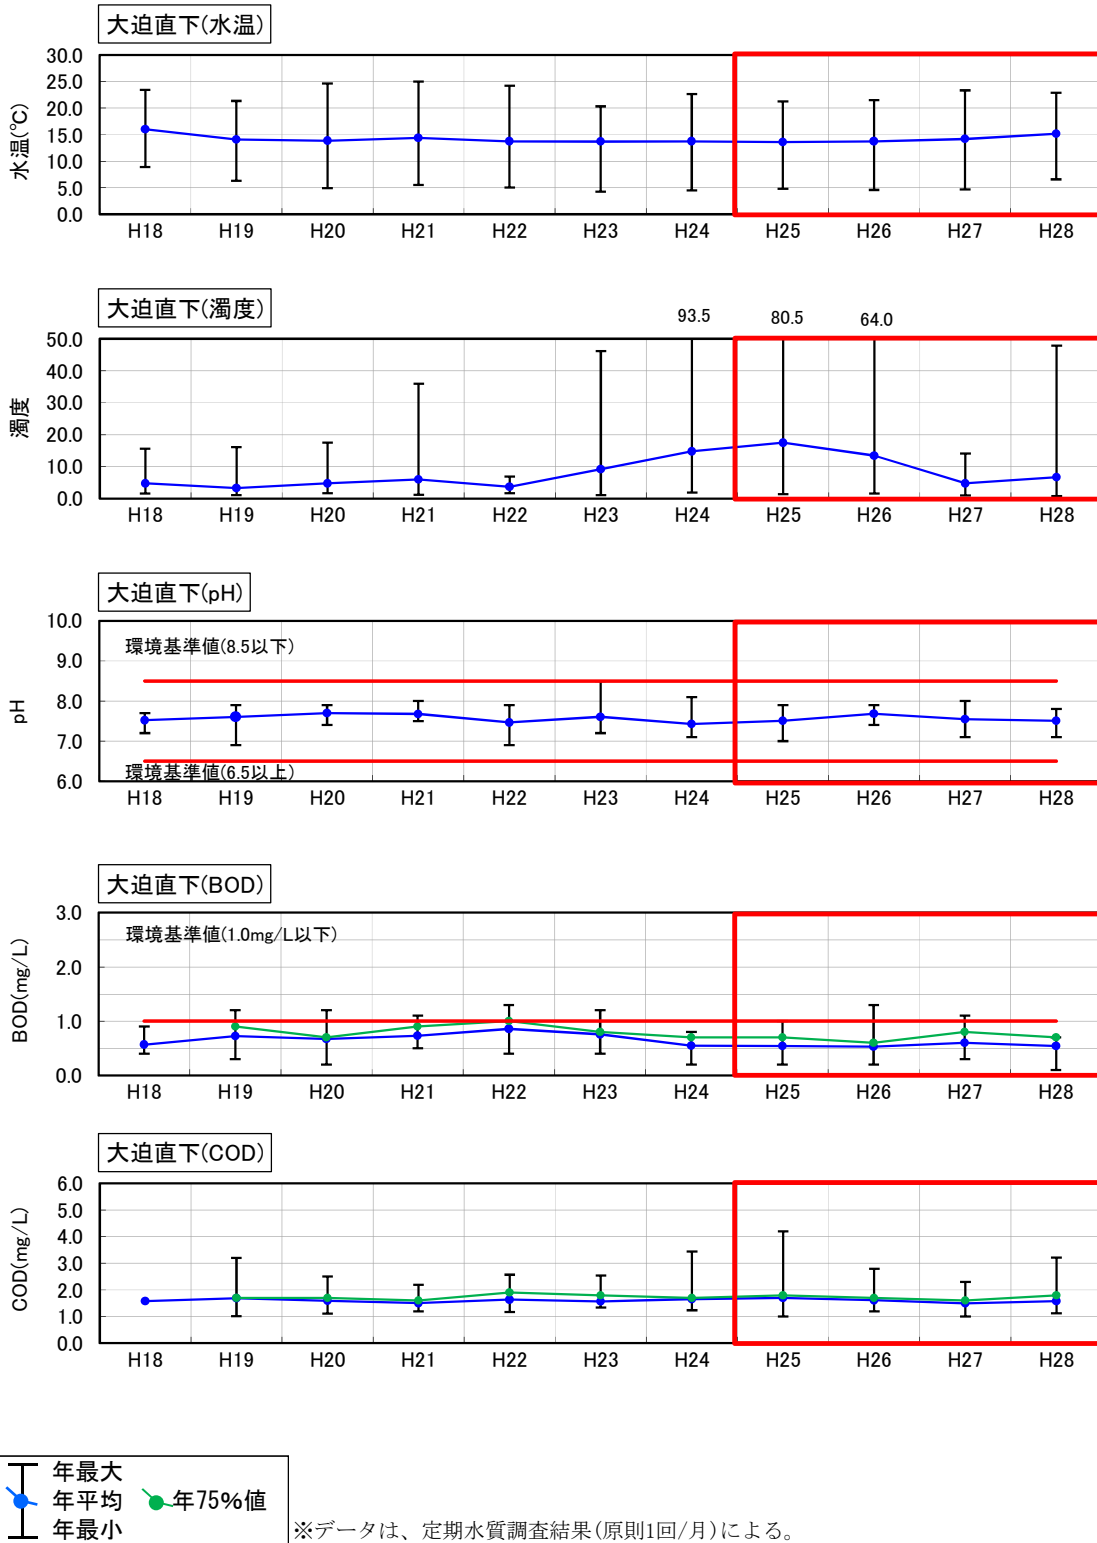 大迫直下(水温)
水温(℃)
30.0
25.0
20.0
15.0
10.0
5.0
0.0
H18 H19 H20 H21 H22 H23 H24 H25 H26 H27 H28
大迫直下(濁度)
93.5 80.5 64.0
濁度
50.0
40.0
30.0
20.0
10.0
0.0
H18 H19 H20 H21 H22 H23 H24 H25 H26 H27 H28
大迫直下(pH)
pH
10.0
9.0
8.0
7.0
6.0
環境基準値(8.5以下)
環境基準値(6.5以上)
H18 H19 H20 H21 H22 H23 H24 H25 H26 H27 H28
大迫直下(BOD)
BOD(mg/L)
3.0
2.0
1.0
0.0
環境基準値(1.0mg/L以下)
H18 H19 H20 H21 H22 H23 H24 H25 H26 H27 H28
大迫直下(COD)
COD(mg/L)
6.0
5.0
4.0
3.0
2.0
1.0
0.0
H18 H19 H20 H21 H22 H23 H24 H25 H26 H27 H28
年最大
年平均 年75%値
年最小
※データは、定期水質調査結果(原則1回/月)による。